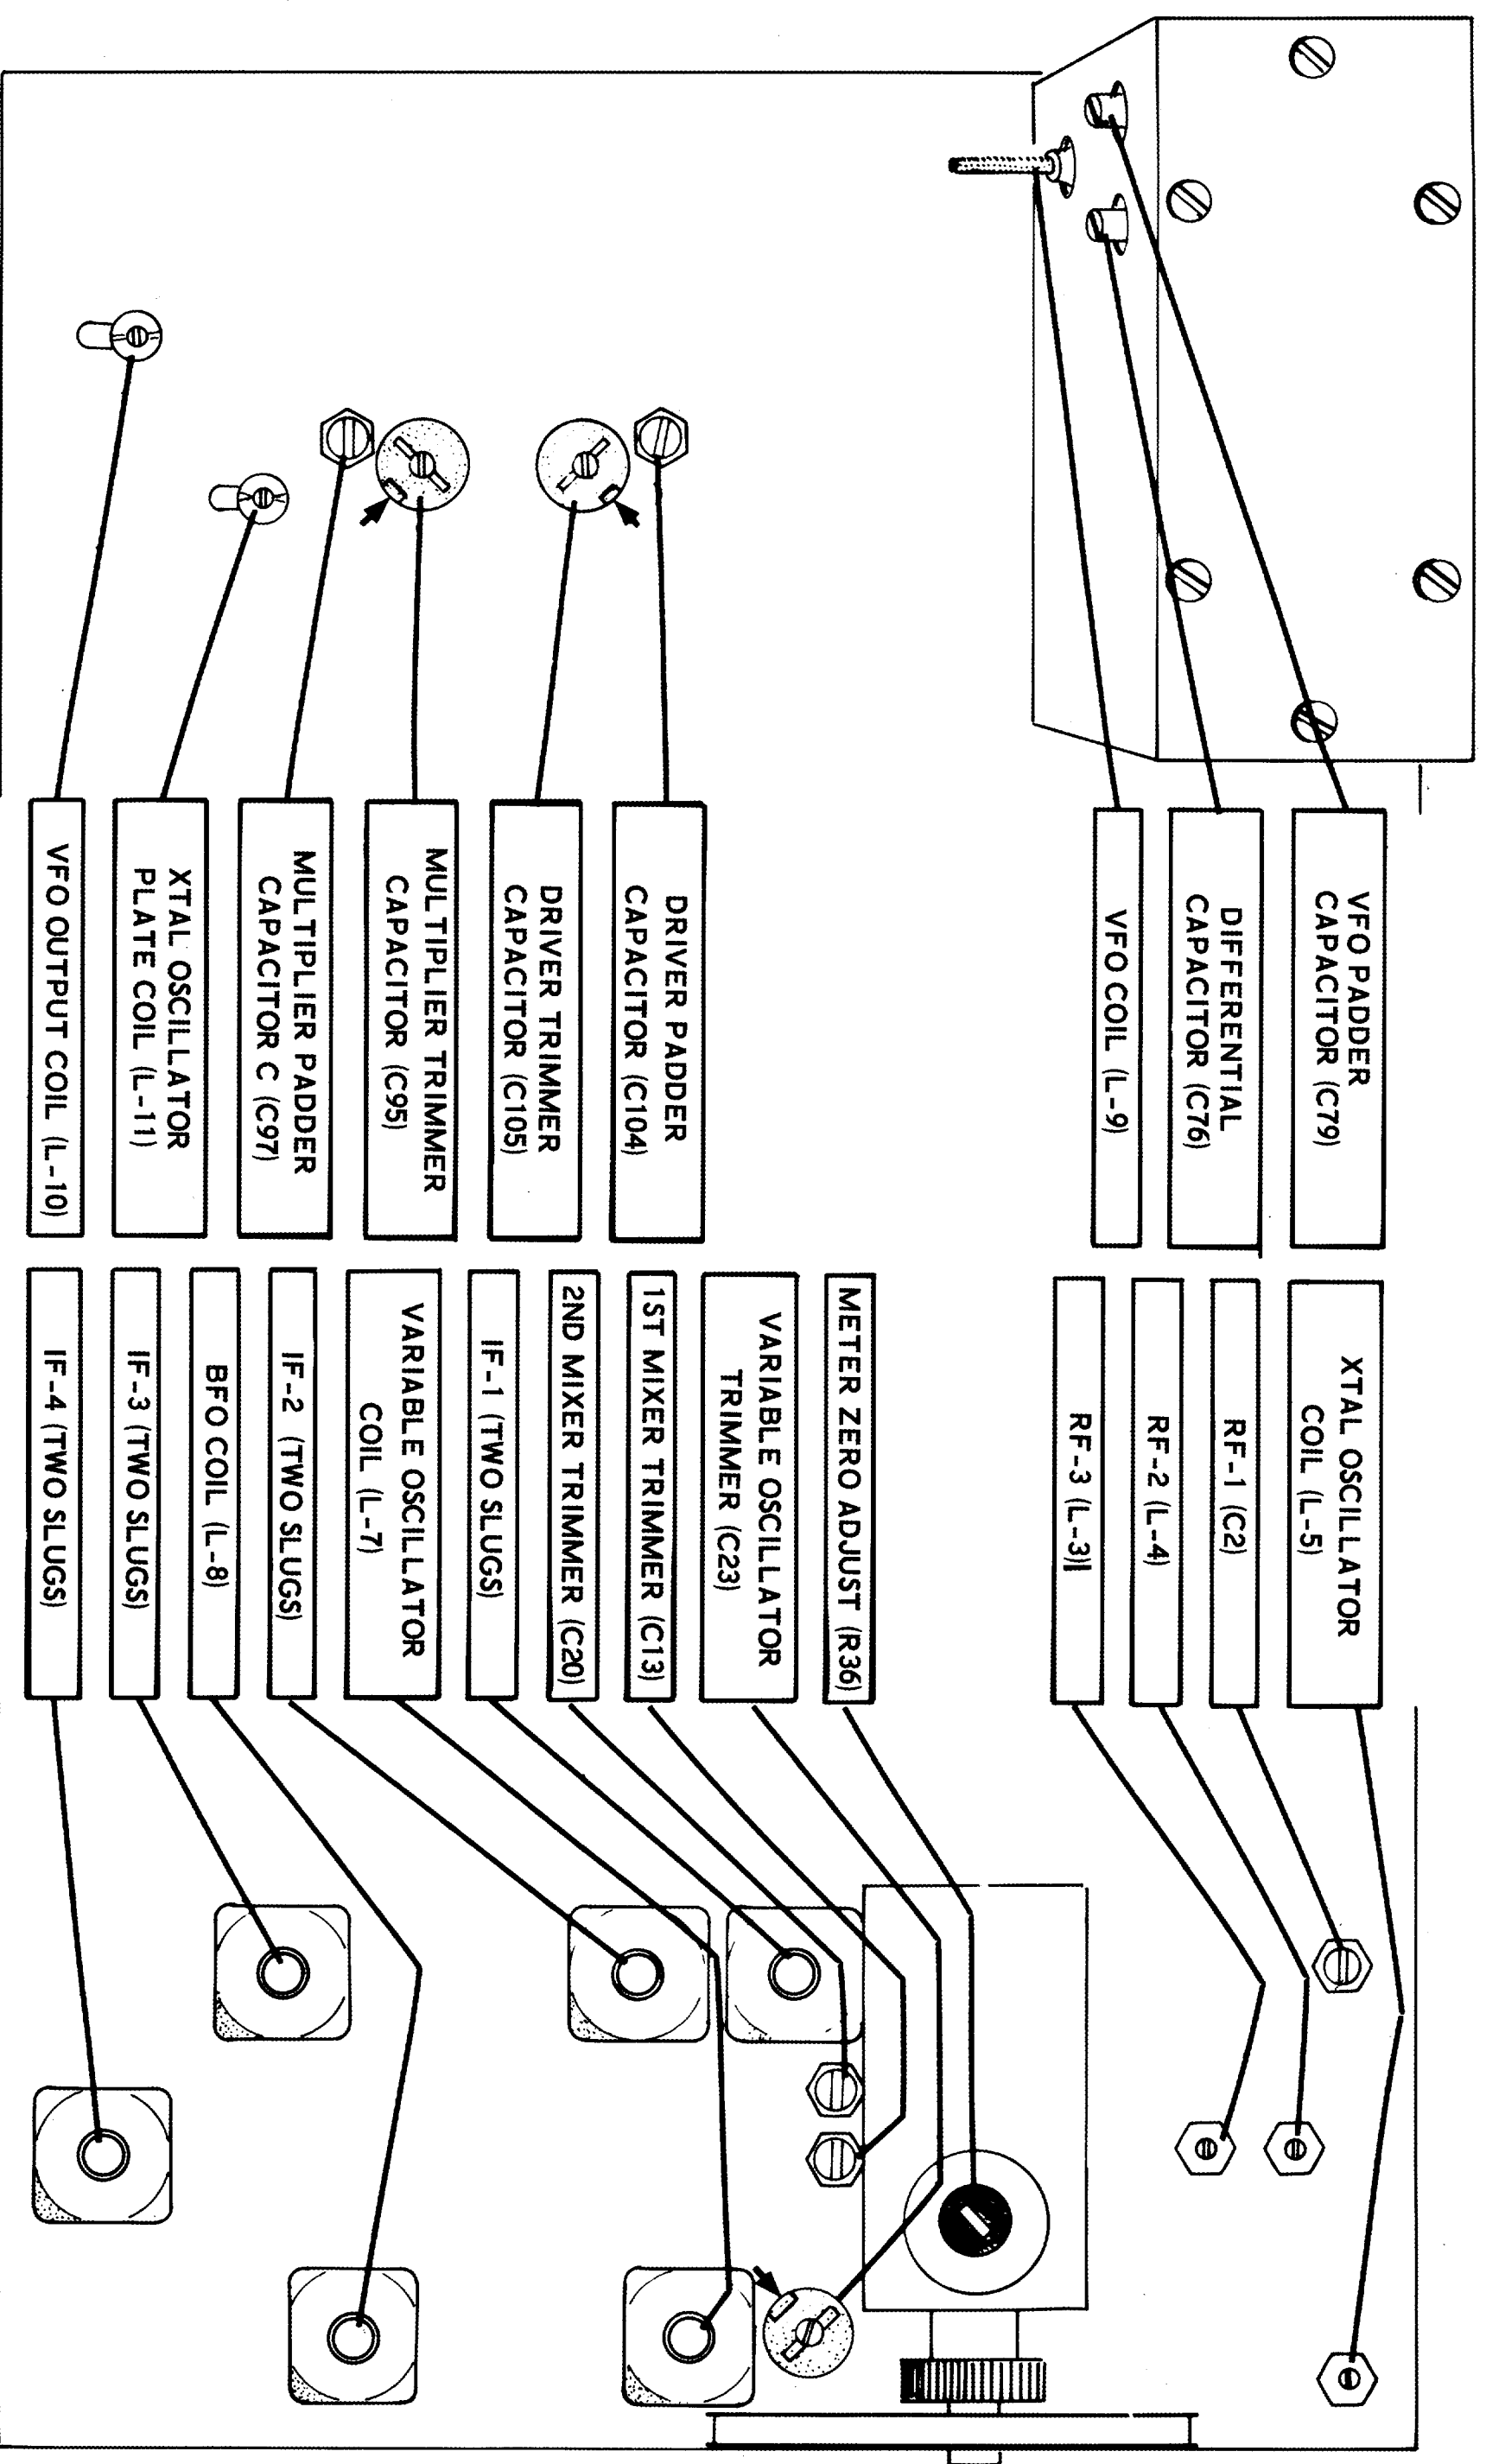 VFO PADDER
CAPACITOR (C79)
DIFFERENTIAL
CAPACITOR (C76)
VFO COIL (L-9)
DRIVER PADDER
CAPACITOR (C104)
DRIVER TRIMMER
CAPACITOR (C105)
MULTIPLIER TRIMMER
CAPACITOR (C95)
MULTIPLIER PADDER
CAPACITOR C (C97)
XTAL OSCILLATOR
PLATE COIL (L-11)
VFO OUTPUT COIL (L-10)
XTAL OSCILLATOR
COIL (L-5)
RF-1 (C2)
RF-2 (L-4)
RF-3 (L-3)
METER ZERO ADJUST (R36)
VARIABLE OSCILLATOR
TRIMMER (C23)
1ST MIXER TRIMMER (C13)
2ND MIXER TRIMMER (C20)
IF-1 (TWO SLUGS)
VARIABLE OSCILLATOR
COIL (L-7)
IF-2 (TWO SLUGS)
BFO COIL (L-8)
IF-3 (TWO SLUGS)
IF-4 (TWO SLUGS)